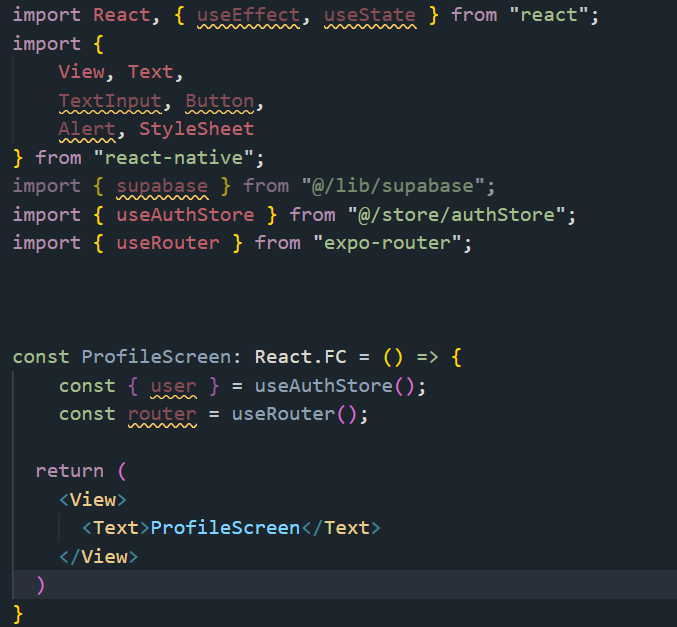 import React, { useEffect, useState } from "react";
import {
    View, Text,
    TextInput, Button,
    Alert, StyleSheet
} from "react-native";
import { supabase } from "@/lib/supabase";
import { useAuthStore } from "@/store/authStore";
import { useRouter } from "expo-router";
const ProfileScreen: React.FC = () => {
    const { user } = useAuthStore();
    const router = useRouter();
  return (
    <View>
      <Text>ProfileScreen</Text>
    </View>
  )
}